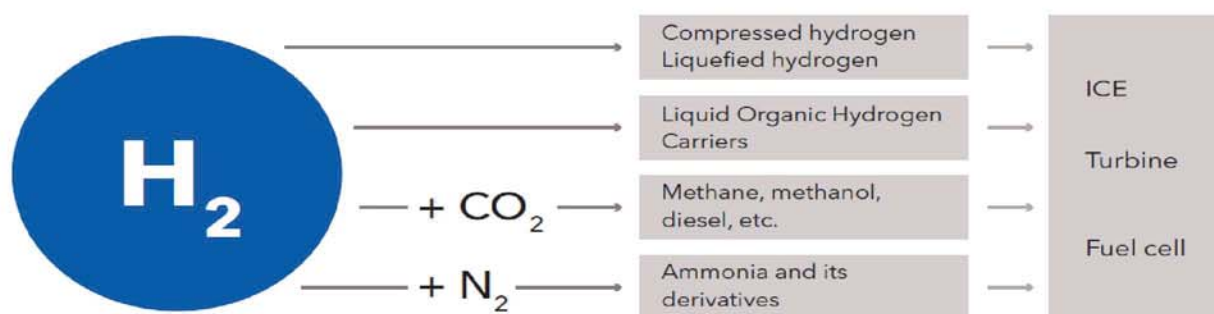 H₂
Compressed hydrogen
Liquefied hydrogen
Liquid Organic Hydrogen
Carriers
+ CO₂
Methane, methanol,
diesel, etc.
+ N₂
Ammonia and its
derivatives
ICE
Turbine
Fuel cell